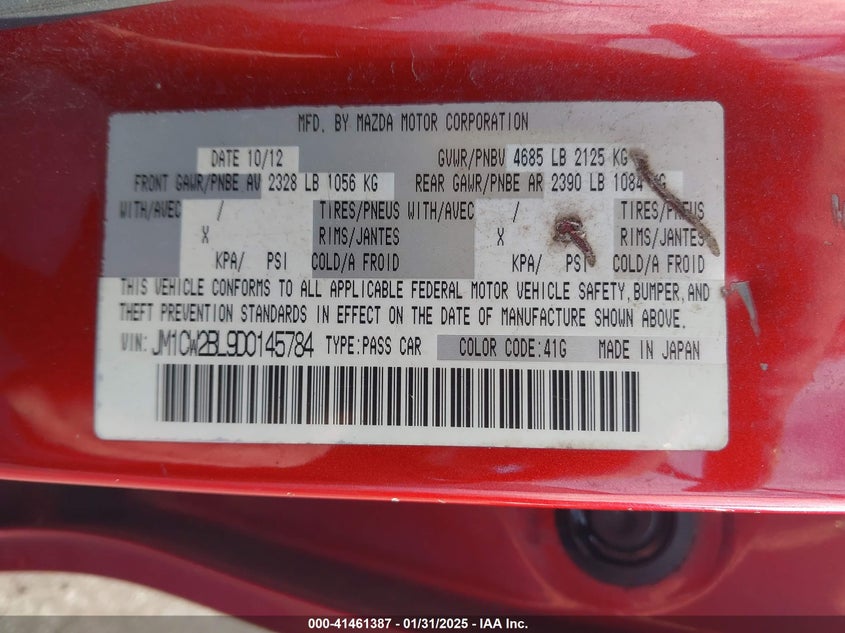 MFD. BY MAZDA MOTOR CORPORATION
DATE 10/12 GVWR/PNBV 4685 LB 2125 KG
FRONT GAWR/PNBE AV 2328 LB 1056 KG REAR GAWR/PNBE AR 2390 LB 1084 KG
WITH/AVEC / TIRES/PNEUS WITH/AVEC / TIRES/PNEUS
X RIMS/JANTES X RIMS/JANTES
KPA/ PSI COLD/A FROID KPA/ PSI COLD/A FROID
THIS VEHICLE CONFORMS TO ALL APPLICABLE FEDERAL MOTOR VEHICLE SAFETY, BUMPER, AND
THEFT PREVENTION STANDARDS IN EFFECT ON THE DATE OF MANUFACTURE SHOWN ABOVE.
VIN: JM1CW2BL9D0145784 TYPE:PASS CAR COLOR CODE:41G MADE IN JAPAN
000-41461387 - 01/31/2025 - IAA Inc.